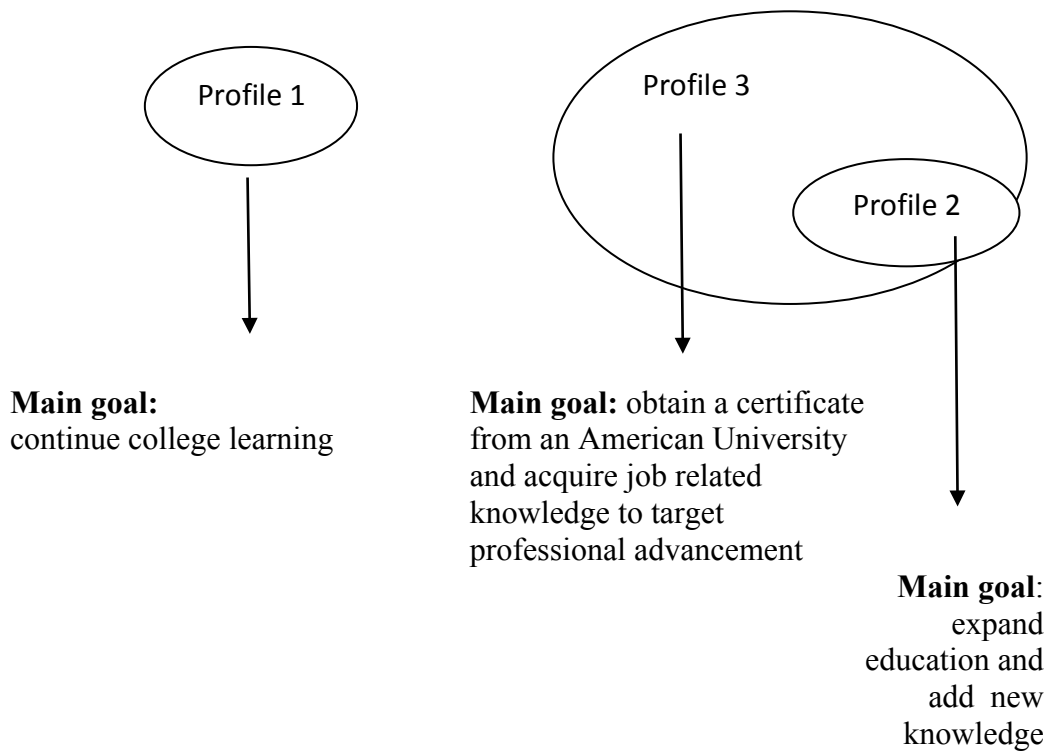 Profile 1
Profile 3
Profile 2
Main goal:
continue college learning
Main goal: obtain a certificate
from an American University
and acquire job related
knowledge to target
professional advancement
Main goal:
expand
education and
add  new
knowledge